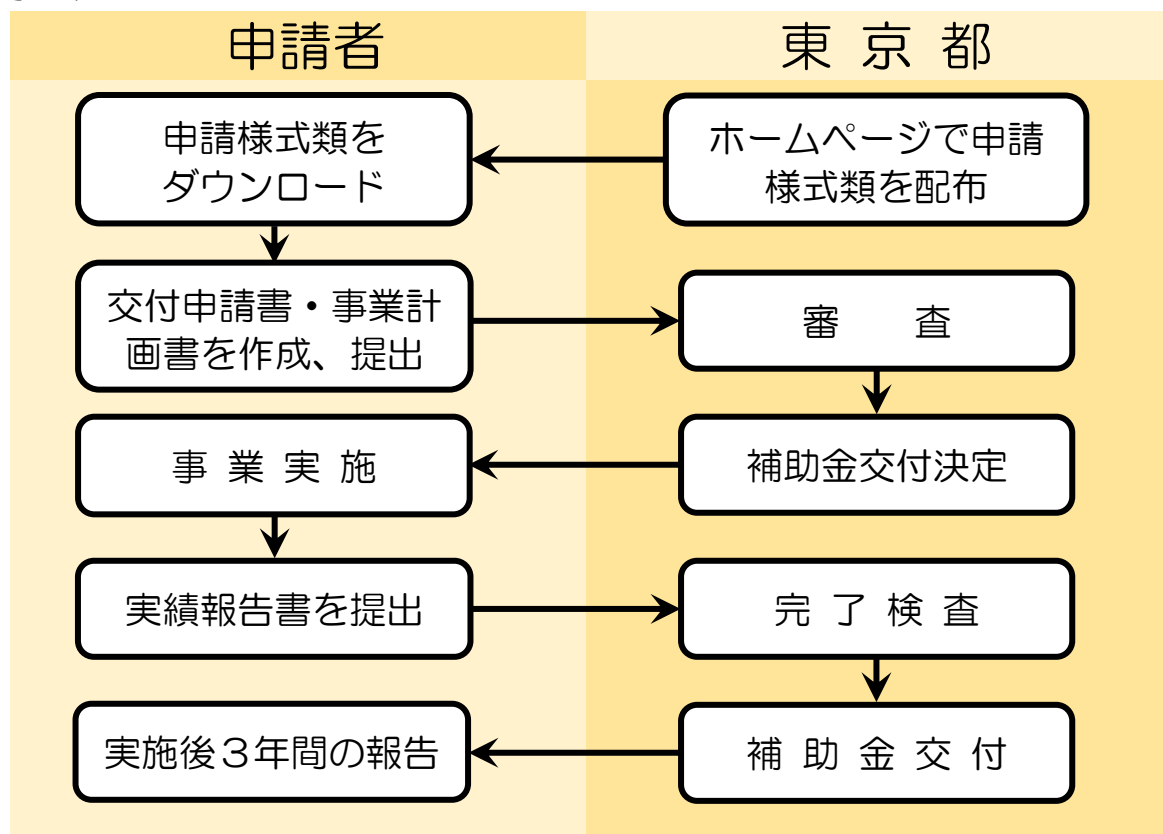 申請者
東 京 都
ホームページで申請
様式類を配布
申請様式類を
ダウンロード
交付申請書・事業計
画書を作成、提出
審　　査
補助金交付決定
事 業 実 施
実績報告書を提出
完 了 検 査
補 助 金 交 付
実施後３年間の報告